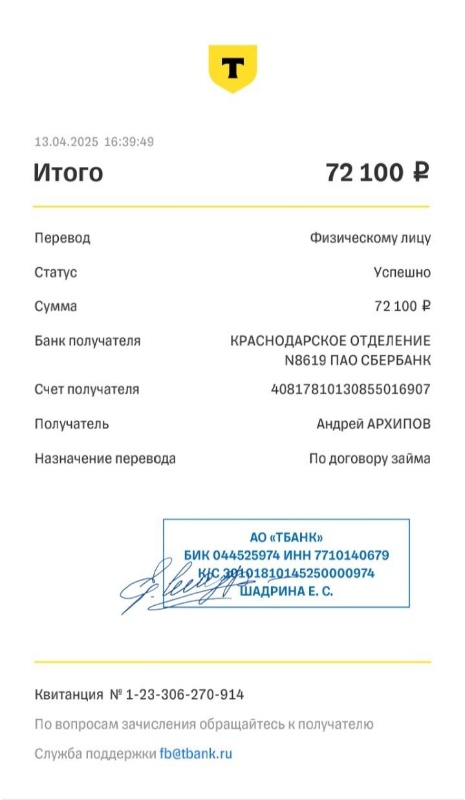 Т
13.04.2025 16:39:49
Итого 72 100 ₽
Перевод Физическому лицу
Статус Успешно
Сумма 72 100 ₽
Банк получателя КРАСНОДАРСКОЕ ОТДЕЛЕНИЕ
N8619 ПАО СБЕРБАНК
Счет получателя 40817810130855016907
Получатель Андрей АРХИПОВ
Назначение перевода По договору займа
АО «ТБАНК»
БИК 044525974 ИНН 7710140679
К/С 30101810145250000974
ШАДРИНА Е. С.
Квитанция № 1-23-306-270-914
По вопросам зачисления обращайтесь к получателю
Служба поддержки fb@tbank.ru